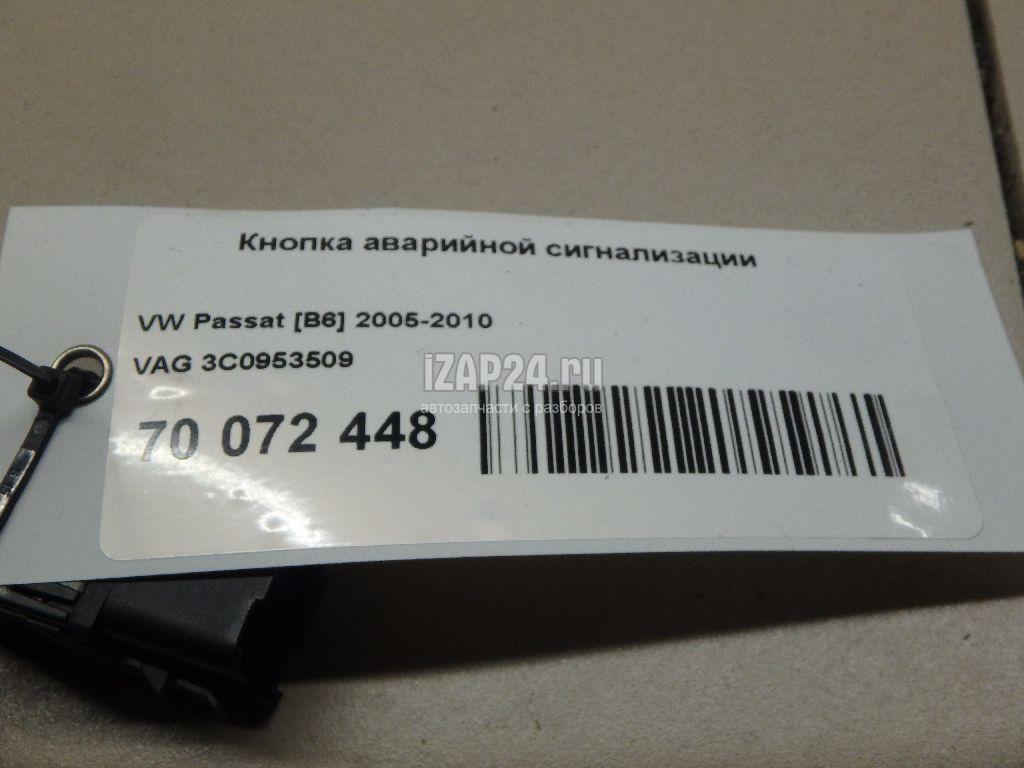 Кнопка аварийной сигнализации
VW Passat [B6] 2005-2010
VAG 3C0953509
iZAP24.ru
автозапчасти с разборов
70 072 448